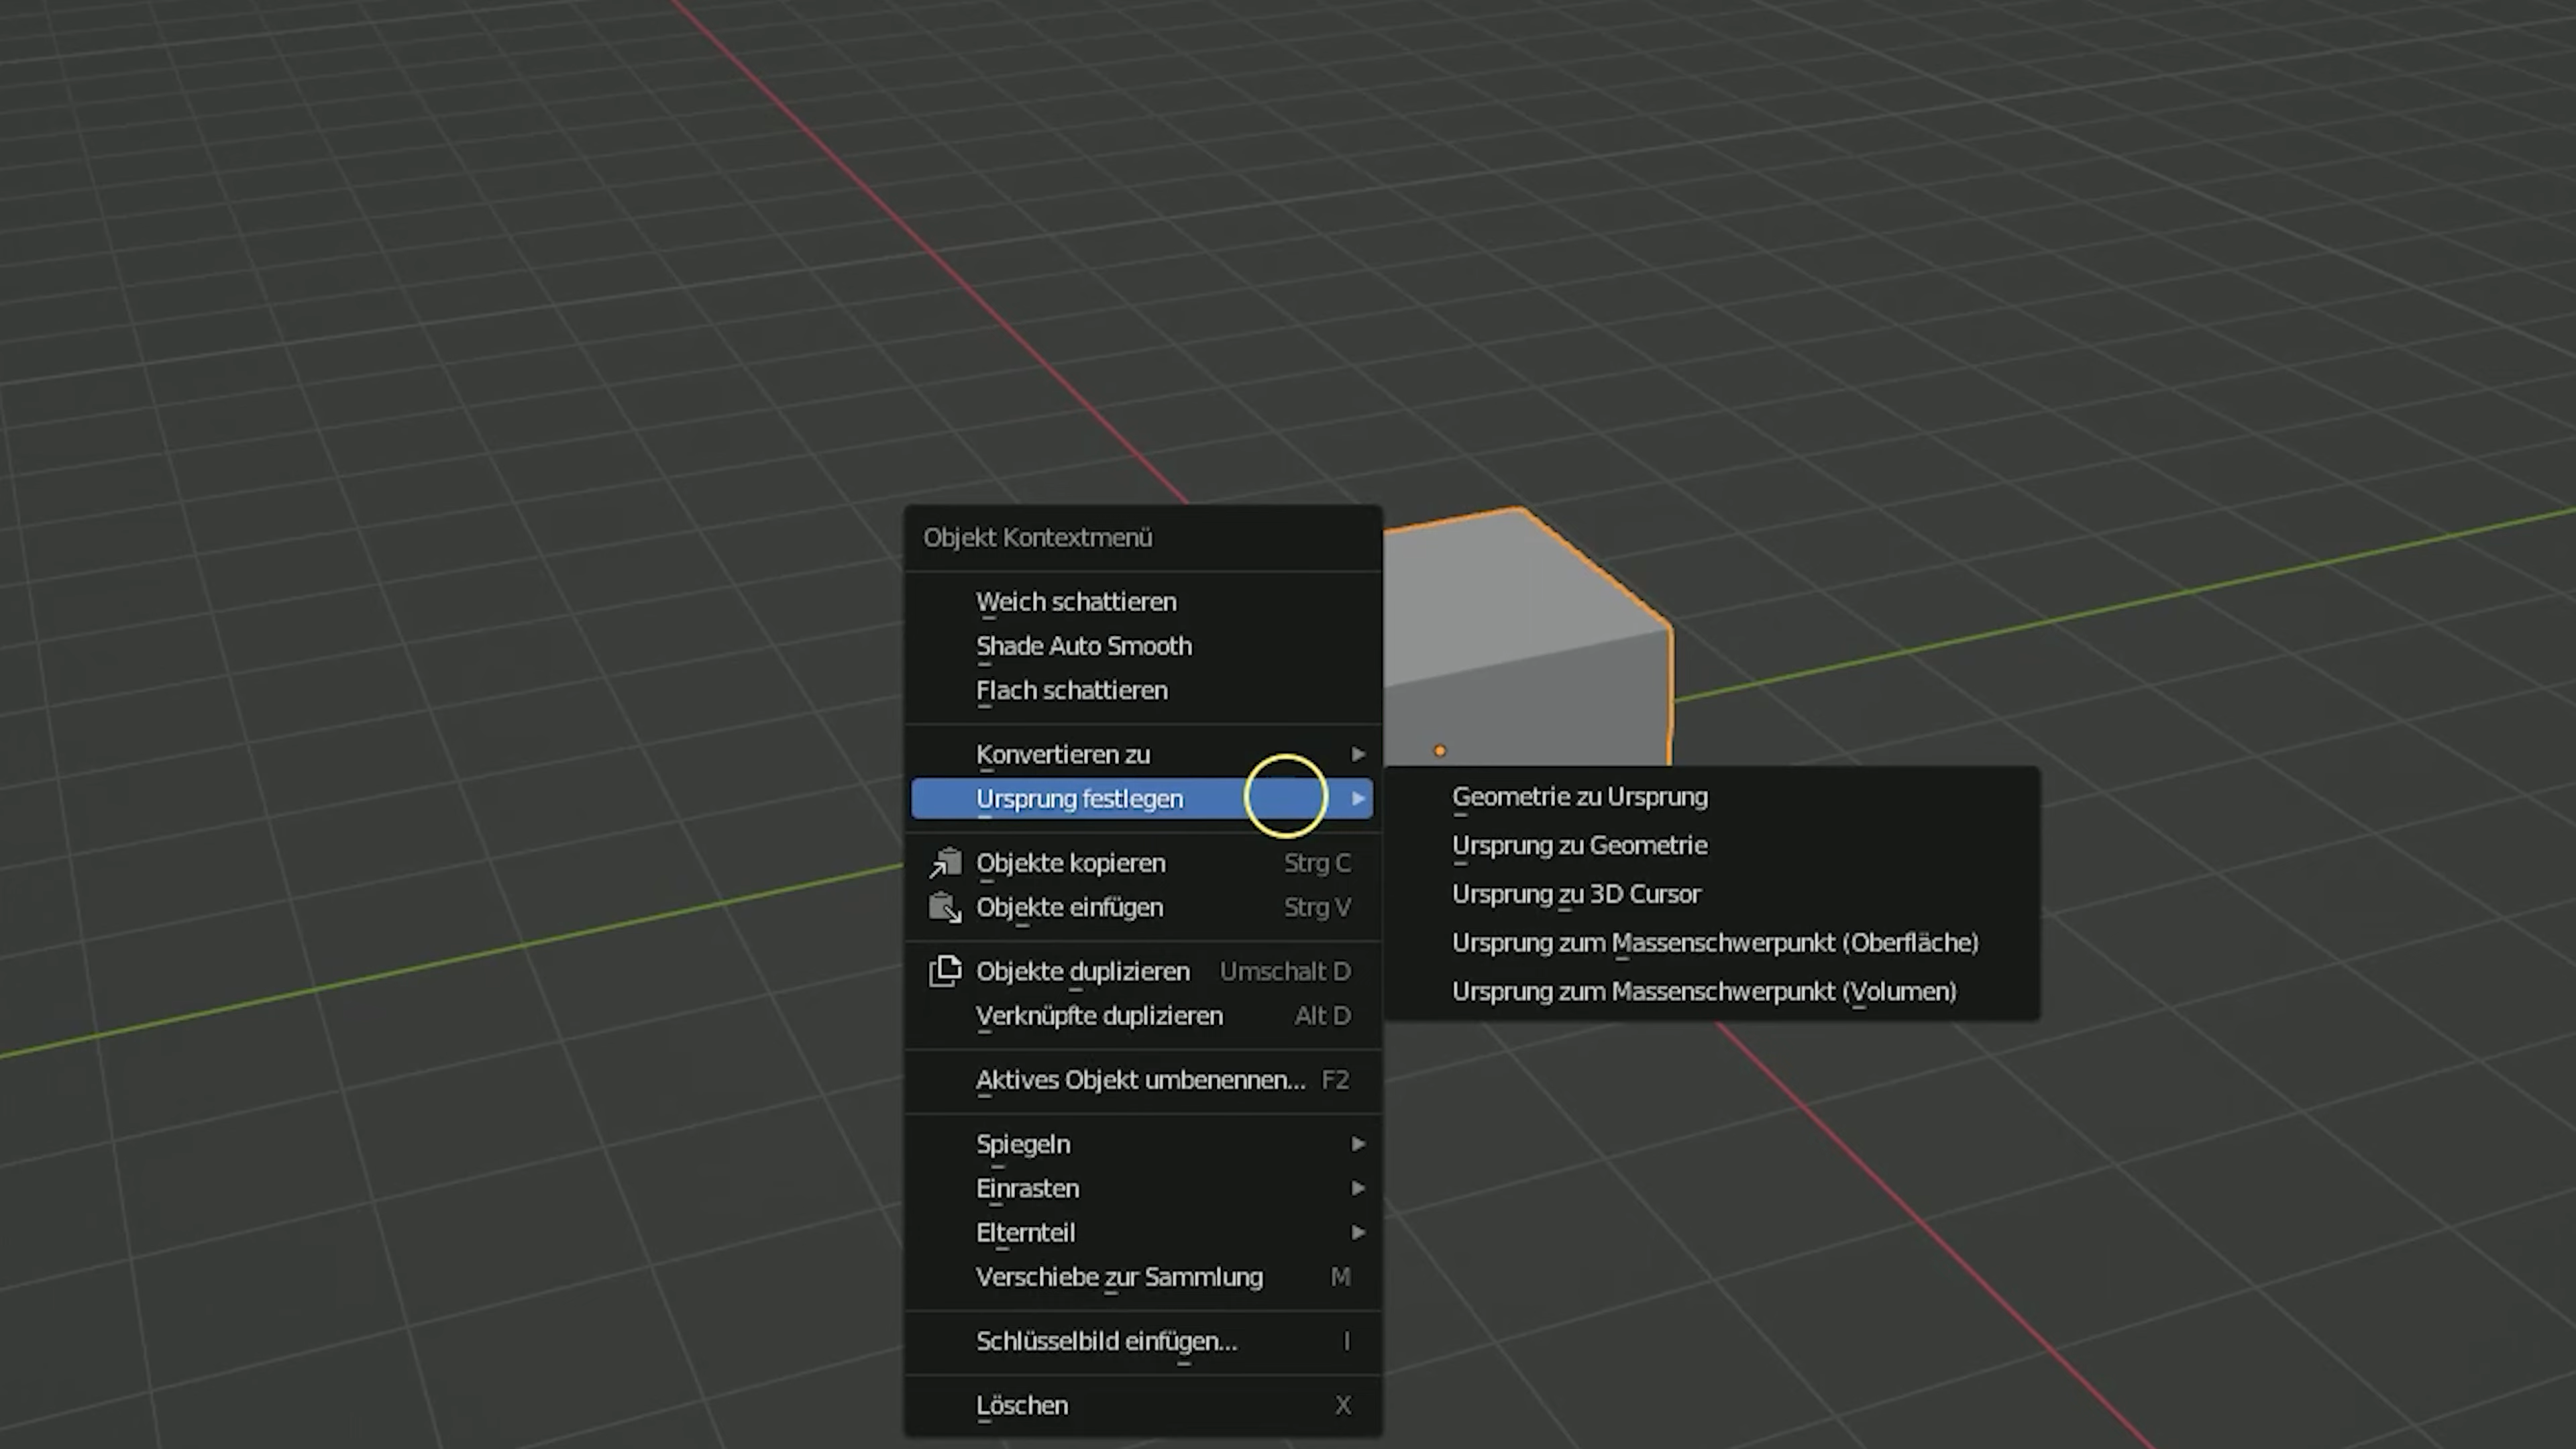 Objekt Kontextmenü
Weich schattieren
Shade Auto Smooth
Flach schattieren
Konvertieren zu
Ursprung festlegen
Geometrie zu Ursprung
Ursprung zu Geometrie
Ursprung zu 3D Cursor
Ursprung zum Massenschwerpunkt (Oberfläche)
Ursprung zum Massenschwerpunkt (Volumen)
Objekte kopieren Strg C
Objekte einfügen Strg V
Objekte duplizieren Umschalt D
Verknüpfte duplizieren Alt D
Aktives Objekt umbenennen... F2
Spiegeln
Einrasten
Elternteil
Verschiebe zur Sammlung M
Schlüsselbild einfügen... I
Löschen X